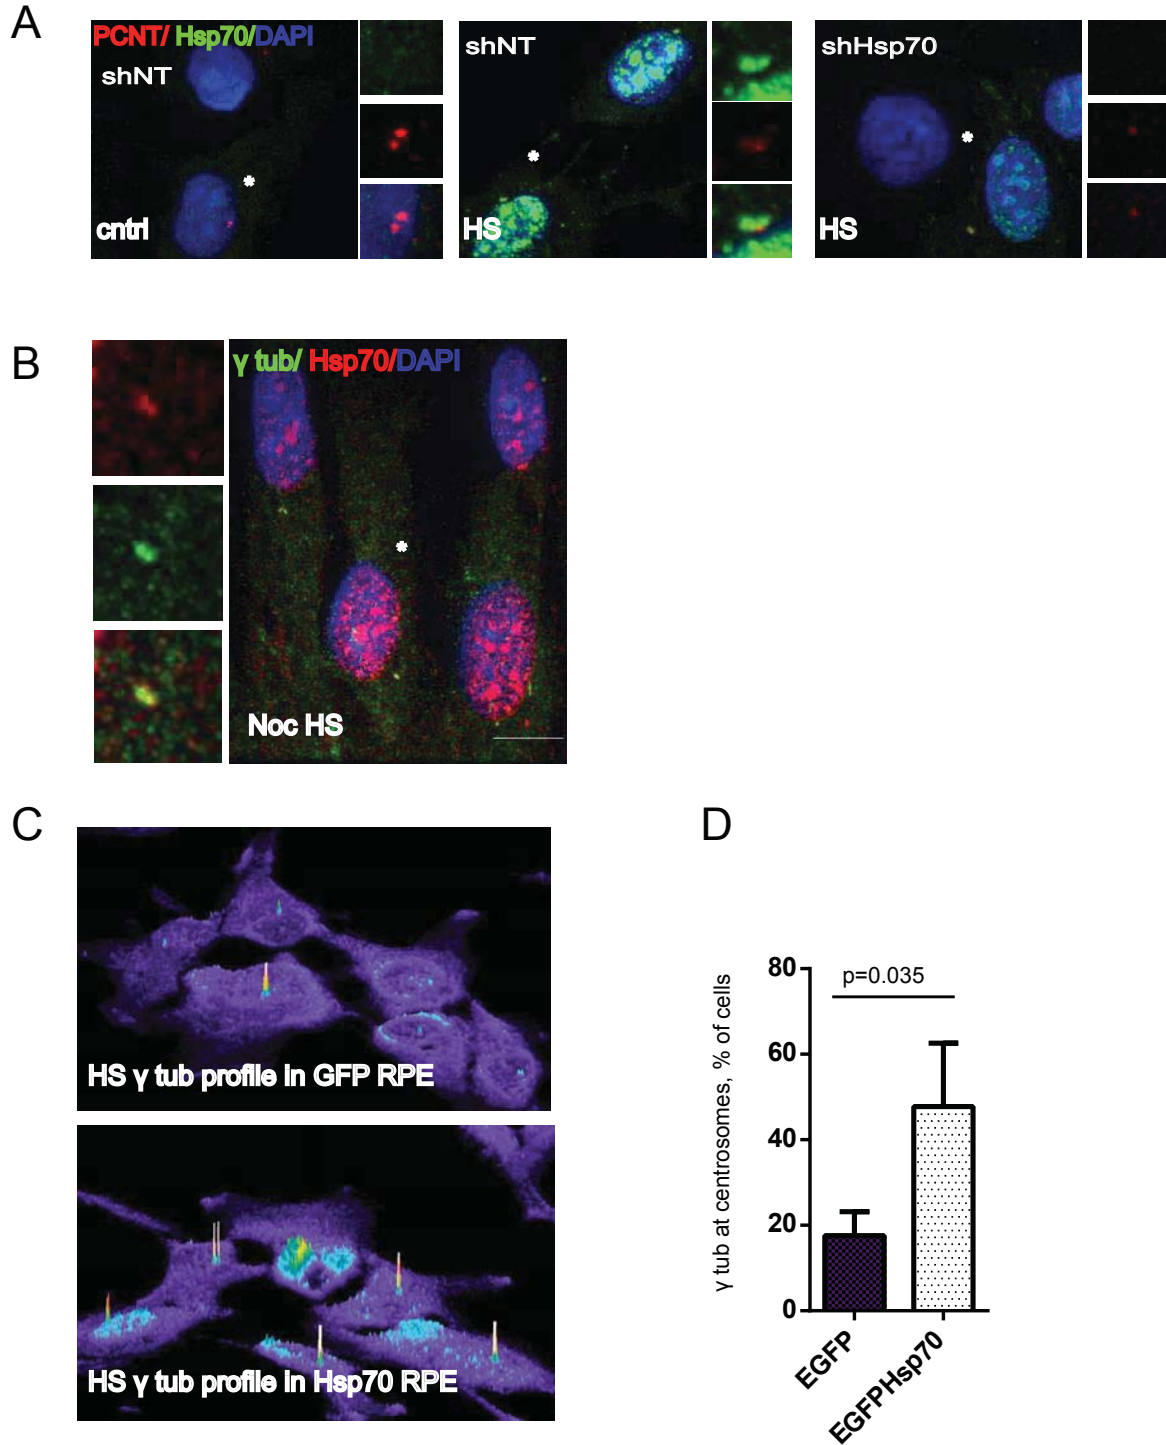 A
PCNT/ Hsp70/DAPI
shNT
cntrl
shNT
HS
shHsp70
HS
B
γ tub/ Hsp70/DAPI
Noc HS
C
HS γ tub profile in GFP RPE
HS γ tub profile in Hsp70 RPE
D
γ tub at centrosomes, % of cells
80
60
40
20
0
p=0.035
EGFP
EGFPHsp70